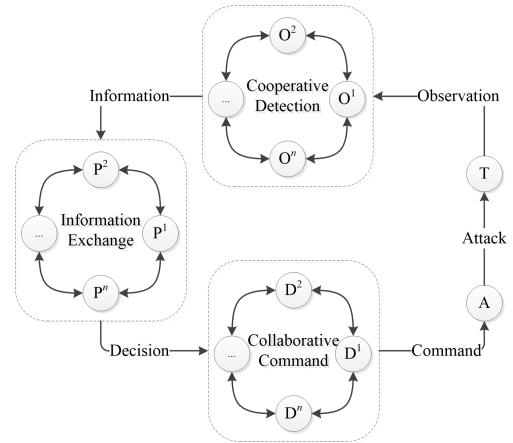 O²
Cooperative
Detection
...
O¹
Oⁿ
Information
Observation
P²
Information
Exchange
...
P¹
Pⁿ
T
Attack
A
D²
Collaborative
Command
...
D¹
Dⁿ
Decision
Command